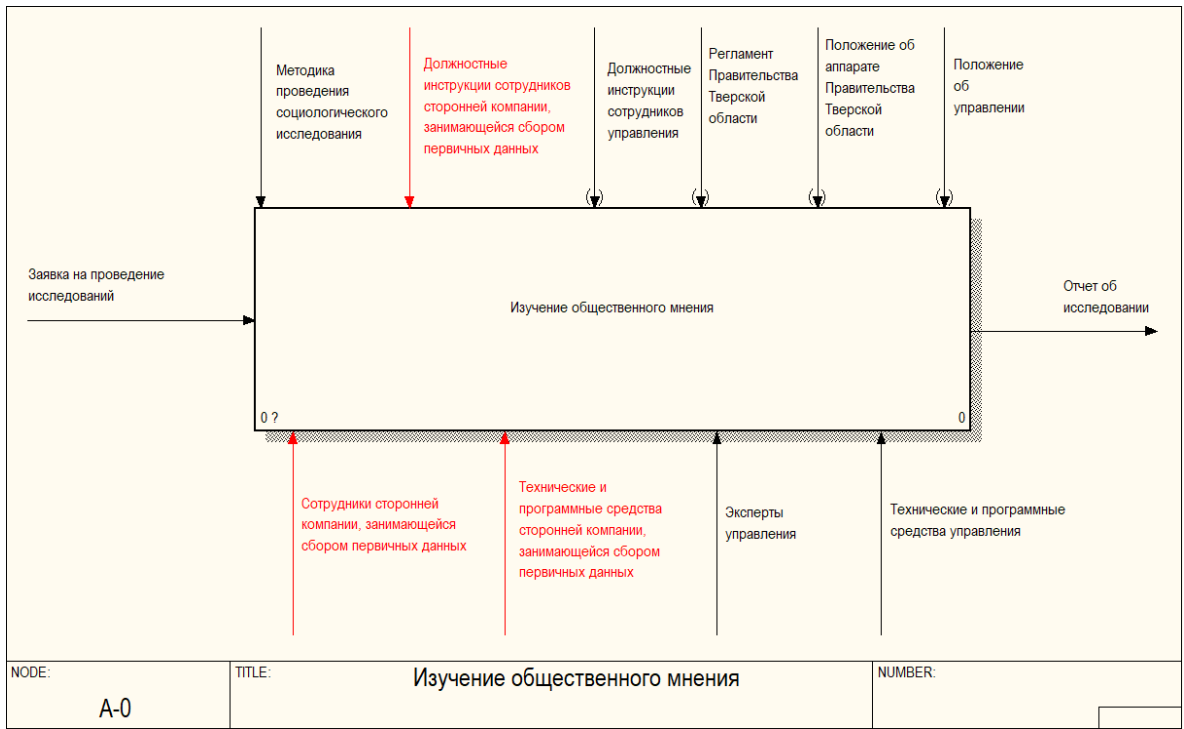 Методика
проведения
социологического
исследования
Должностные
инструкции сотрудников
сторонней компании,
занимающейся сбором
первичных данных
Должностные
инструкции
сотрудников
управления
Регламент
Правительства
Тверской
области
Положение об
аппарате
Правительства
Тверской
области
Положение
об
управлении
Заявка на проведение
исследований
Изучение общественного мнения
Отчет об
исследовании
0 ?
0
Сотрудники сторонней
компании, занимающейся
сбором первичных данных
Технические и
программные средства
сторонней компании,
занимающейся сбором
первичных данных
Эксперты
управления
Технические и программные
средства управления
NODE:
A-0
TITLE:
Изучение общественного мнения
NUMBER: